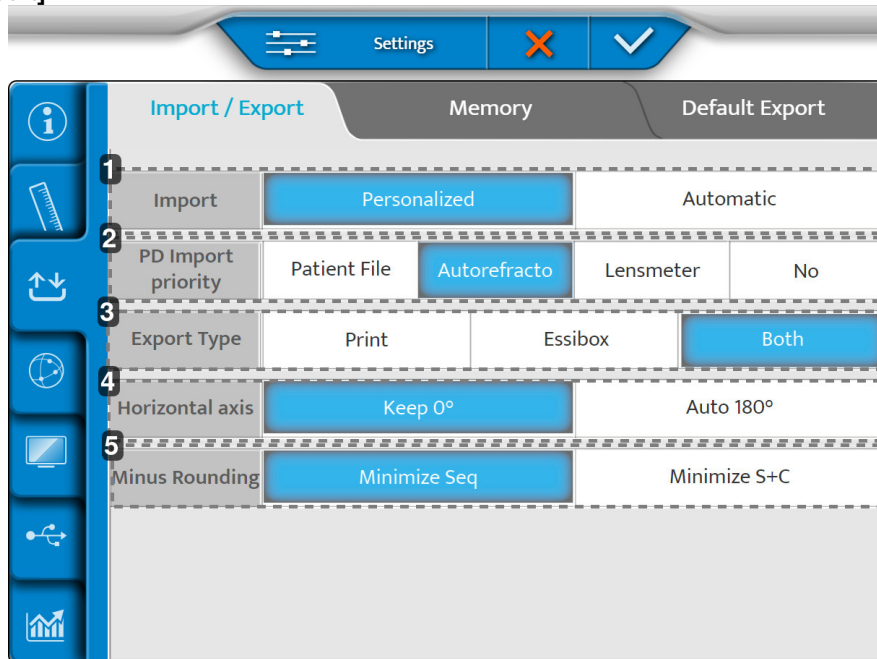 Settings
Import / Export Memory Default Export
1
Import Personalized Automatic
2
PD Import
priority
Patient File Autorefracto Lensmeter No
3
Export Type Print Essibox Both
4
Horizontal axis Keep 0° Auto 180°
5
Minus Rounding Minimize Seq Minimize S+C